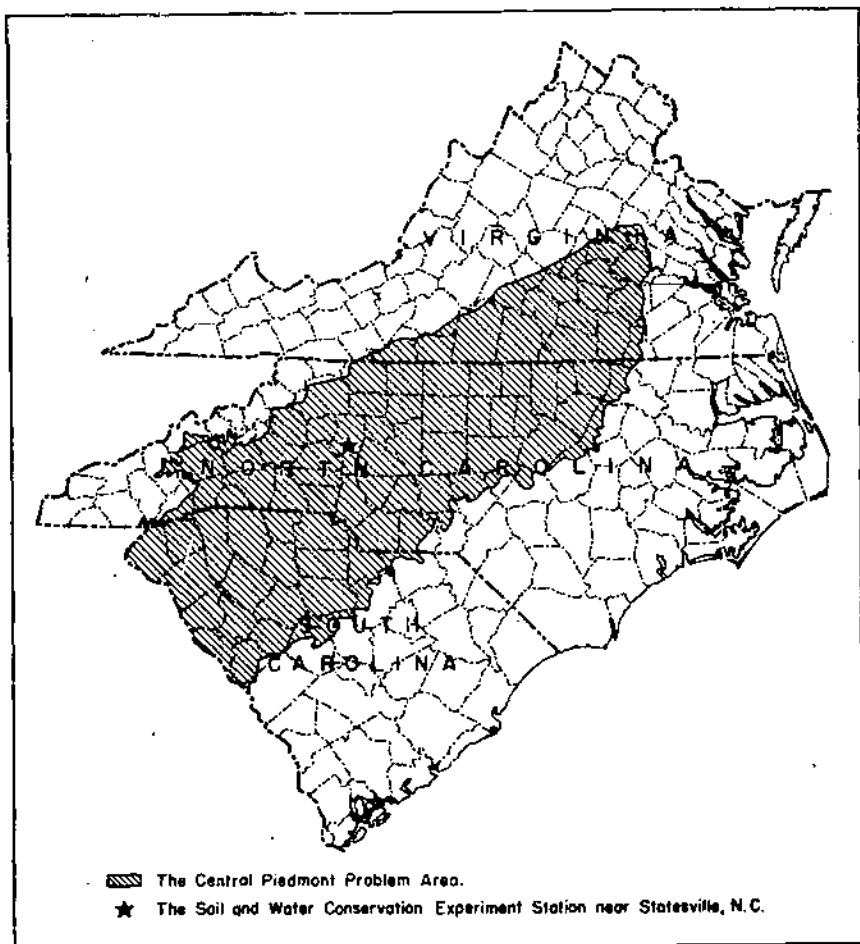 VIRGINIA
NORTH CAROLINA
SOUTH
CAROLINA
The Central Piedmont Problem Area.
The Soil and Water Conservation Experiment Station near Statesville, N.C.